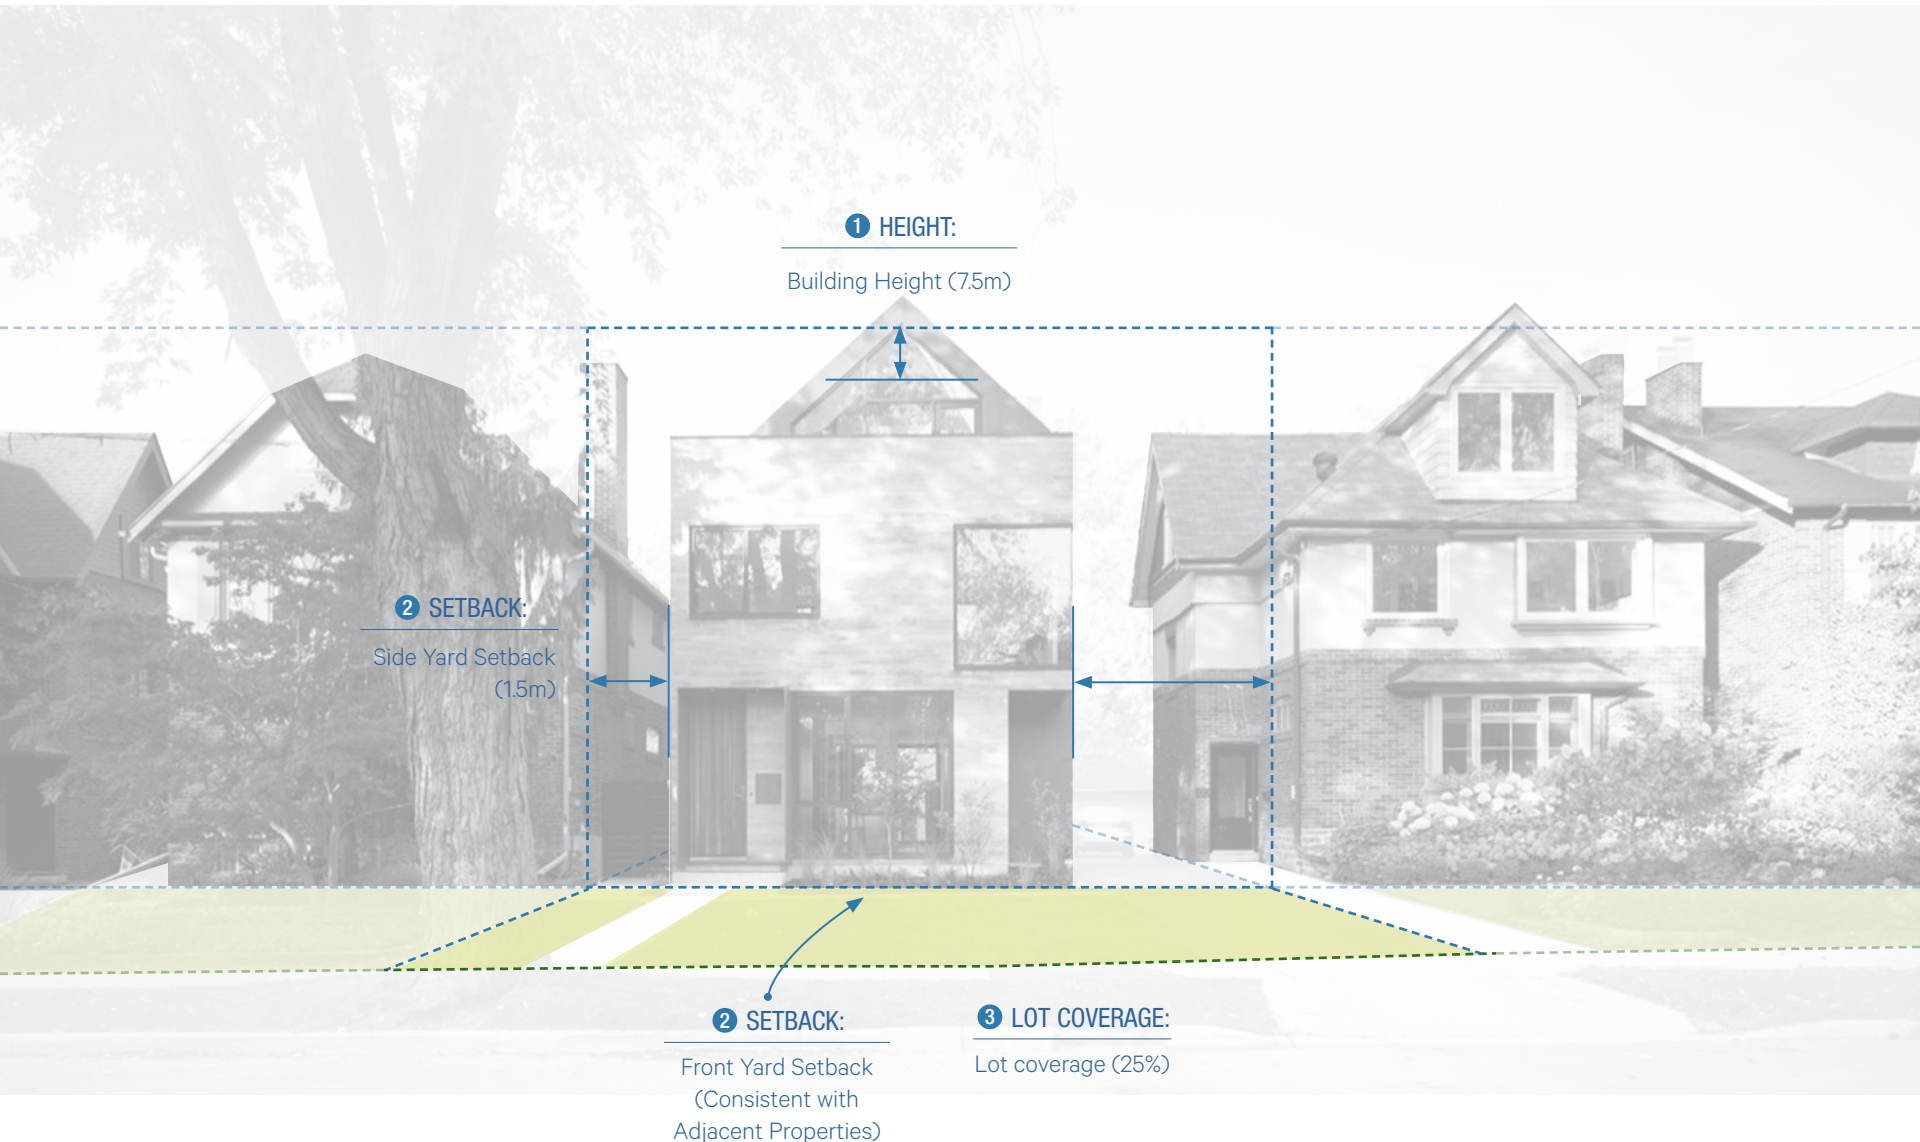 1 HEIGHT:
Building Height (7.5m)
2 SETBACK:
Side Yard Setback
(1.5m)
2 SETBACK:
Front Yard Setback
(Consistent with
Adjacent Properties)
3 LOT COVERAGE:
Lot coverage (25%)